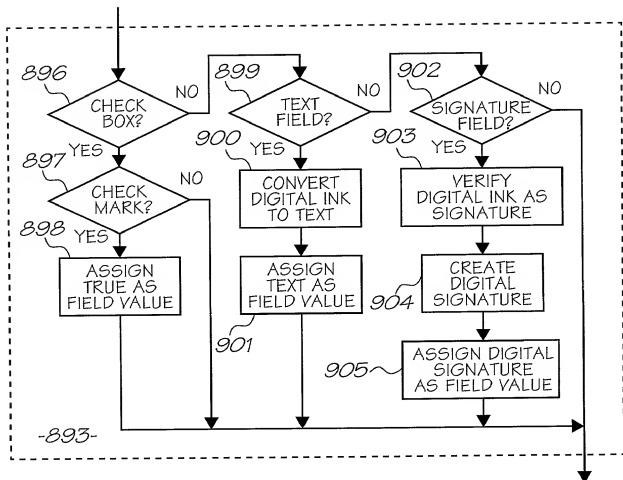 896
CHECK
BOX?
NO
YES
897
CHECK
MARK?
NO
YES
898
ASSIGN
TRUE AS
FIELD VALUE
899
TEXT
FIELD?
NO
YES
900
CONVERT
DIGITAL INK
TO TEXT
ASSIGN
TEXT AS
FIELD VALUE
901
902
SIGNATURE
FIELD?
NO
YES
903
VERIFY
DIGITAL INK AS
SIGNATURE
CREATE
DIGITAL
SIGNATURE
904
ASSIGN DIGITAL
SIGNATURE
AS FIELD VALUE
905
-893-